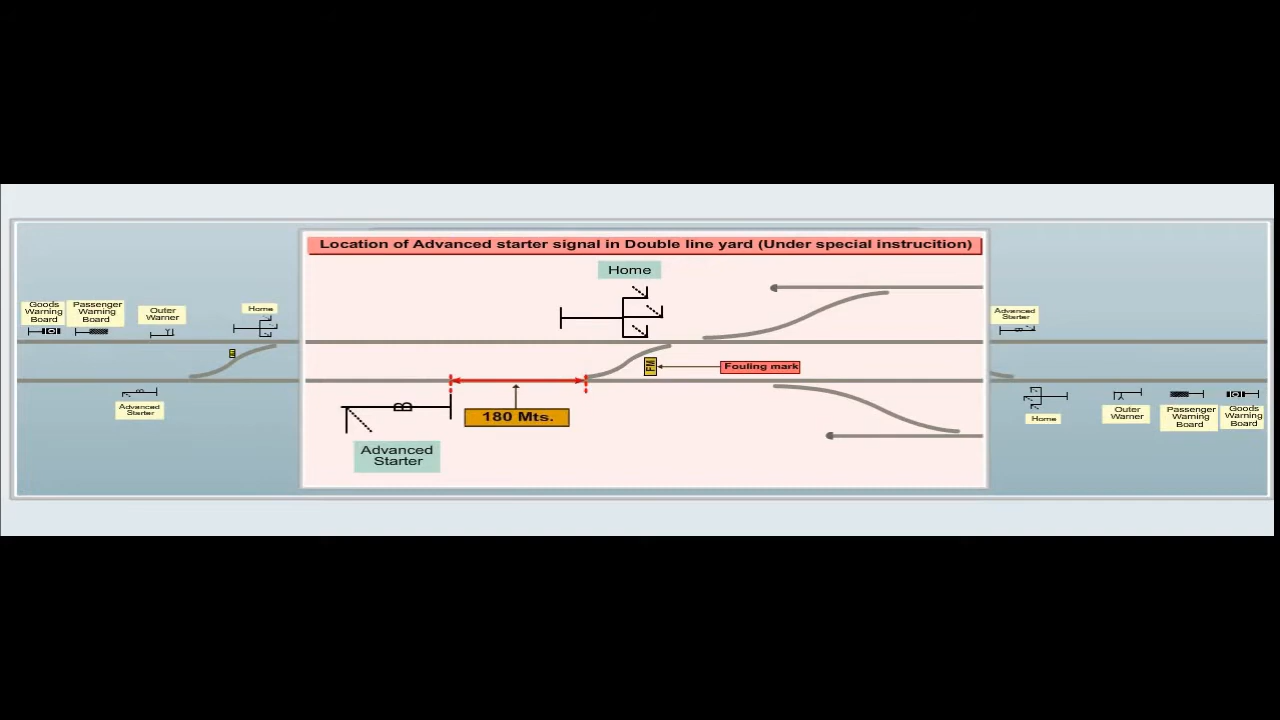 Location of Advanced starter signal in Double line yard (Under special instrucition)
Home
Goods
Warning
Board
Passenger
Warning
Board
Outer
Warner
Home
Advanced
Starter
FM
Fouling mark
180 Mts.
B
Advanced
Starter
Advanced
Starter
Home
Outer
Warner
Passenger
Warning
Board
Goods
Warning
Board